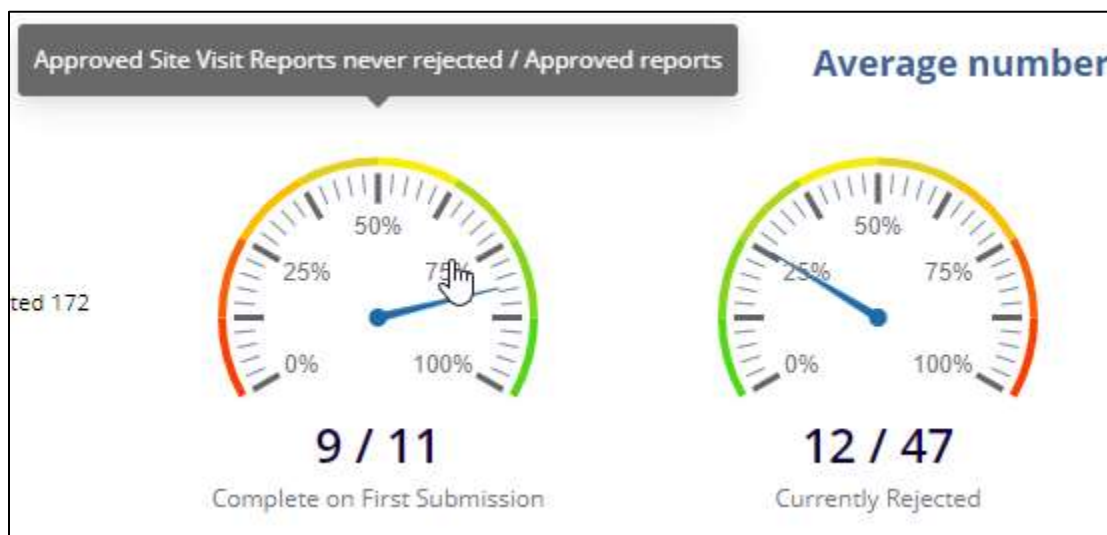 Approved Site Visit Reports never rejected / Approved reports
Average number
50%
25%
75%
0%
100%
50%
25%
75%
0%
100%
ted 172
9 / 11
12 / 47
Complete on First Submission
Currently Rejected